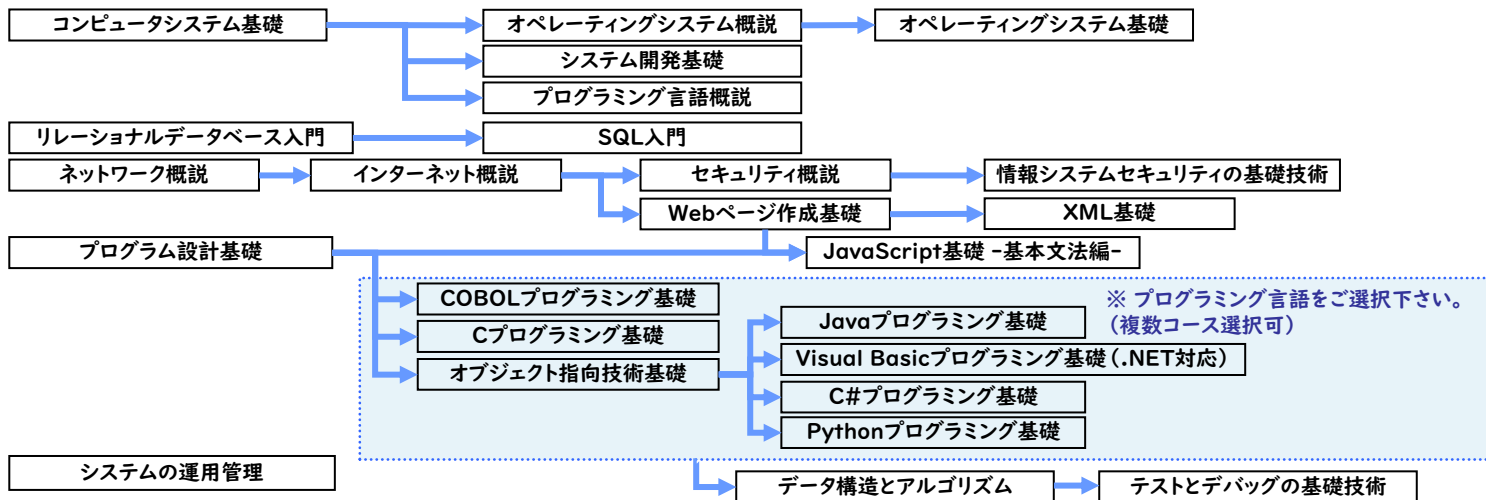 コンピュータシステム基礎
オペレーティングシステム概説
オペレーティングシステム基礎
システム開発基礎
プログラミング言語概説
リレーショナルデータベース入門
SQL入門
ネットワーク概説
インターネット概説
セキュリティ概説
情報システムセキュリティの基礎技術
Webページ作成基礎
XML基礎
プログラム設計基礎
JavaScript基礎 -基本文法編-
COBOLプログラミング基礎
※ プログラミング言語をご選択下さい。
（複数コース選択可）
Cプログラミング基礎
Javaプログラミング基礎
オブジェクト指向技術基礎
Visual Basicプログラミング基礎（.NET対応）
C#プログラミング基礎
Pythonプログラミング基礎
システムの運用管理
データ構造とアルゴリズム
テストとデバッグの基礎技術